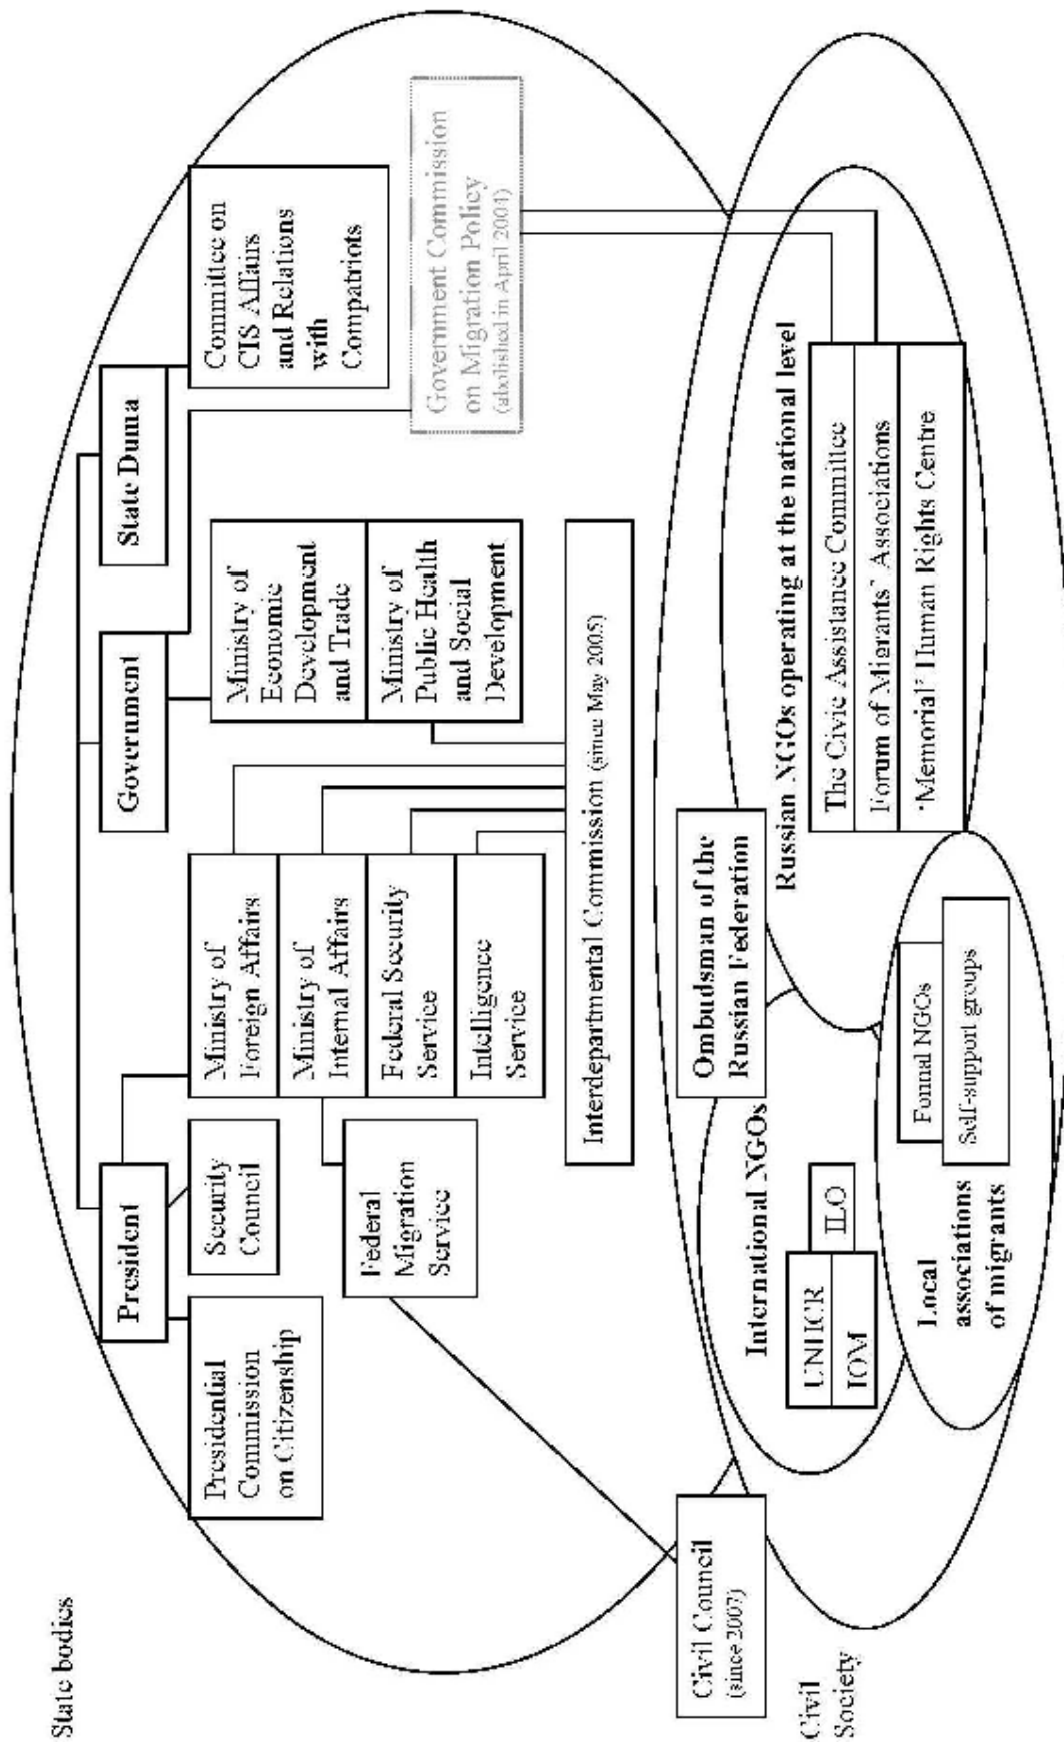 State bodies
President
Government
State Duma
Presidential
Commission
on Citizenship
Security
Council
Ministry of
Foreign Affairs
Ministry of
Internal Affairs
Federal Security
Service
Intelligence
Service
Ministry of
Economic
Development
and Trade
Ministry of
Public Health
and Social
Development
Committee on
CIS Affairs
and Relations
with
Compatriots
Federal
Migration
Service
Government Commission
on Migration Policy
(abolished in April 2004)
Interdepartmental Commission (since May 2005)
Civil Council
(since 2007)
Ombudsman of the
Russian Federation
Civil
Society
International NGOs
UNHCR
IOM
ILO
Russian NGOs operating at the national level
The Civic Assistance Committee
Forum of Migrants' Associations
'Memorial' Human Rights Centre
Local
associations
of migrants
Formal NGOs
Self-support groups